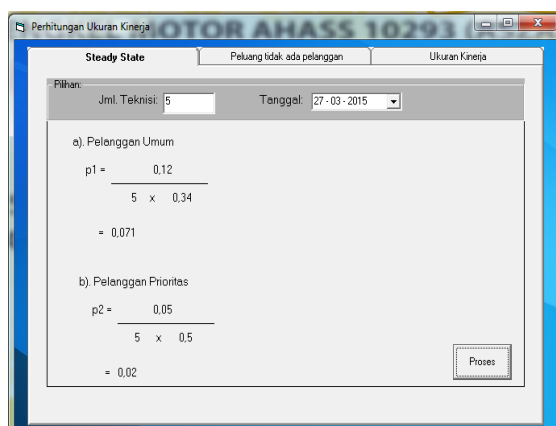 Perhitungan Ukuran Kinerja
MOTOR AHASS 10293
Steady State Peluang tidak ada pelanggan Ukuran Kinerja
Pilihan:
Jml. Teknisi: 5 Tanggal: 27 - 03 - 2015
a). Pelanggan Umum
p1 = 0,12
5 x 0,34
= 0,071
b). Pelanggan Prioritas
p2 = 0,05
5 x 0,5
= 0,02
Proses